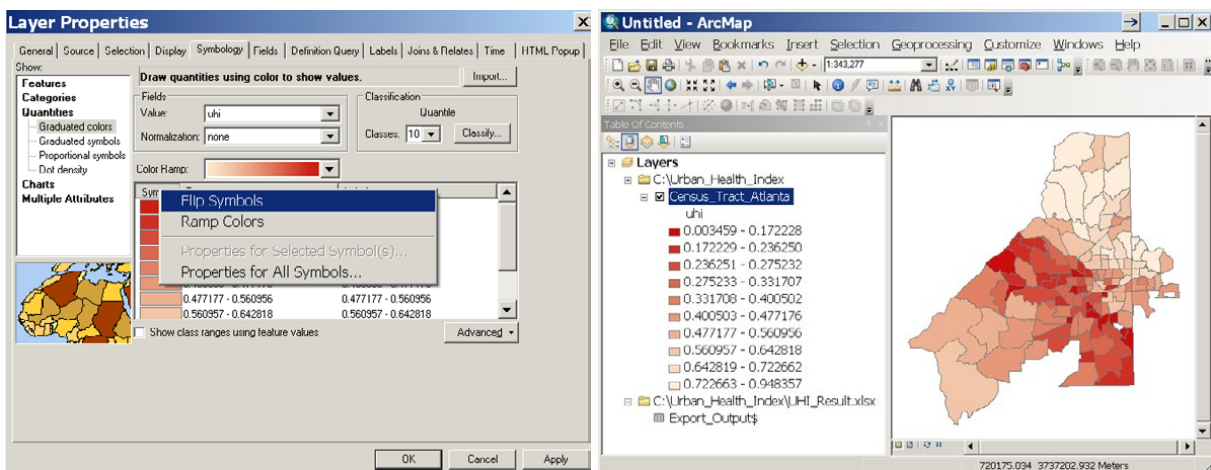 Layer Properties
General Source Selection Display Symbology Fields Definition Query Labels Joins & Relates Time HTML Popup
Show:
Features
Categories
Quantities
Graduated colors
Graduated symbols
Proportional symbols
Dot density
Charts
Multiple Attributes
Draw quantities using color to show values.
Import...
Fields
Value: uhi
Normalization: none
Classification
Quantile
Classes: 10 Classify...
Color Ramp:
Flip Symbols
Ramp Colors
Properties for Selected Symbol(s)...
Properties for All Symbols...
0.477177 - 0.560956 0.477177 - 0.560956
0.560957 - 0.642818 0.560957 - 0.642818
Show class ranges using feature values
Advanced
OK Cancel Apply
Untitled - ArcMap
File Edit View Bookmarks Insert Selection Geoprocessing Customize Windows Help
1:343,277
Table Of Contents
Layers
C:\Urban_Health_Index
Census_Tract_Atlanta
uhi
0.003459 - 0.172228
0.172229 - 0.236250
0.236251 - 0.275232
0.275233 - 0.331707
0.331708 - 0.400502
0.400503 - 0.477176
0.477177 - 0.560956
0.560957 - 0.642818
0.642819 - 0.722662
0.722663 - 0.948357
C:\Urban_Health_Index\UHI_Result.xlsx
Export_Output$
720175.034 3737202.932 Meters